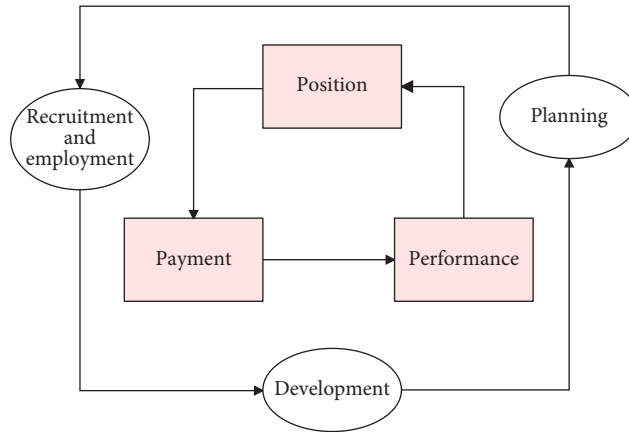 Position
Recruitment
and
employment
Planning
Payment
Performance
Development